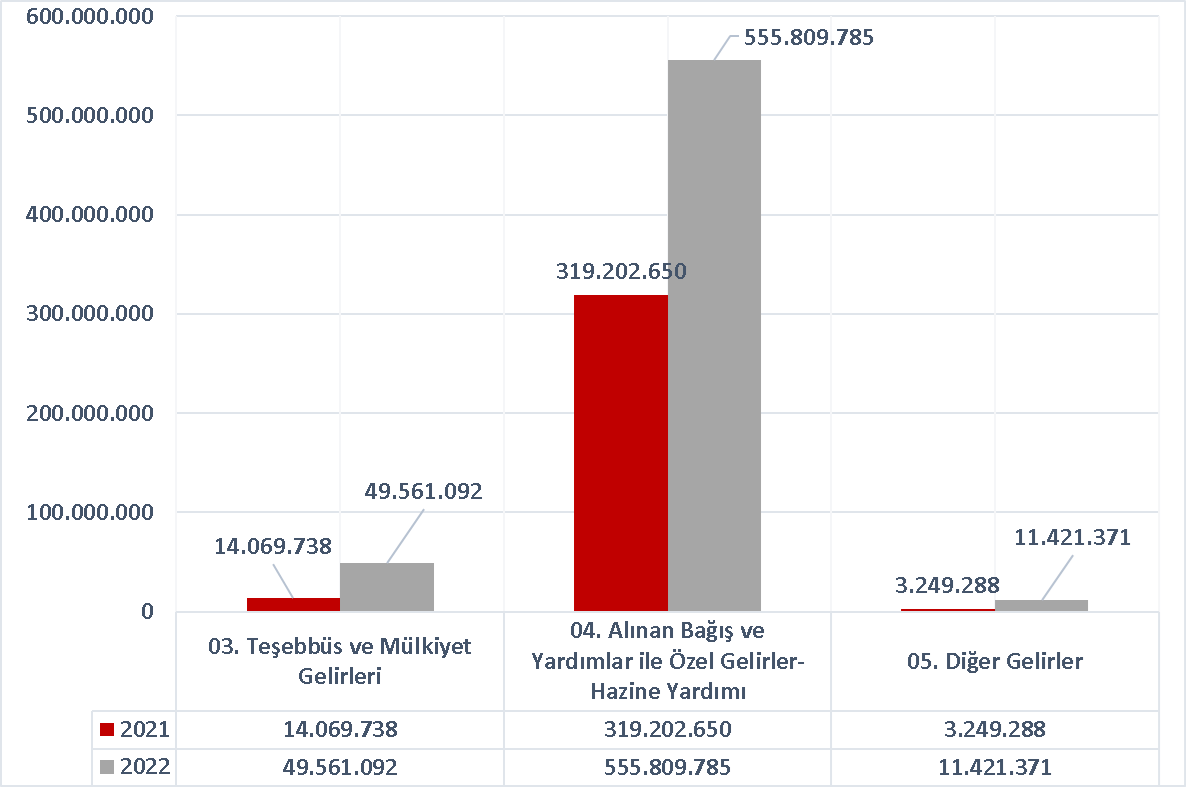 600.000.000
500.000.000
400.000.000
300.000.000
200.000.000
100.000.000
0
14.069.738
49.561.092
319.202.650
555.809.785
3.249.288
11.421.371
03. Teşebbüs ve Mülkiyet
Gelirleri
04. Alınan Bağış ve
Yardımlar ile Özel Gelirler-
Hazine Yardımı
05. Diğer Gelirler
2021 14.069.738 319.202.650 3.249.288
2022 49.561.092 555.809.785 11.421.371